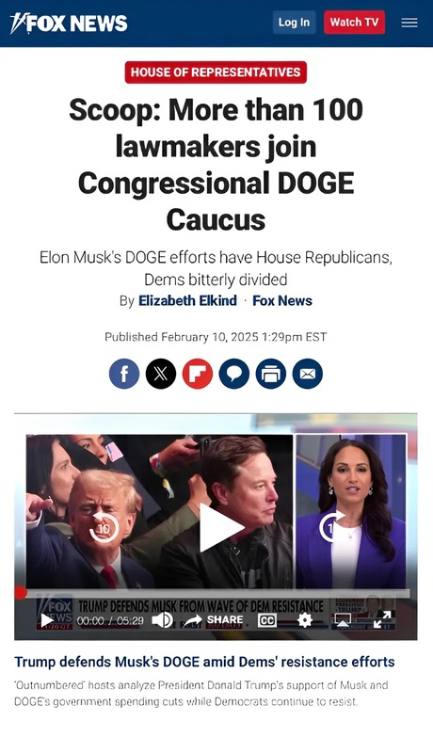 FOX NEWS
Log In
Watch TV
HOUSE OF REPRESENTATIVES
Scoop: More than 100
lawmakers join
Congressional DOGE
Caucus
Elon Musk's DOGE efforts have House Republicans,
Dems bitterly divided
By Elizabeth Elkind · Fox News
Published February 10, 2025 1:29pm EST
f
10
FOX
NEWS
TRUMP DEFENDS MUSK FROM WAVE OF DEM RESISTANCE
00:00 / 05:29
SHARE
CC
Trump defends Musk's DOGE amid Dems' resistance efforts
'Outnumbered' hosts analyze President Donald Trump's support of Musk and
DOGE's government spending cuts while Democrats continue to resist.